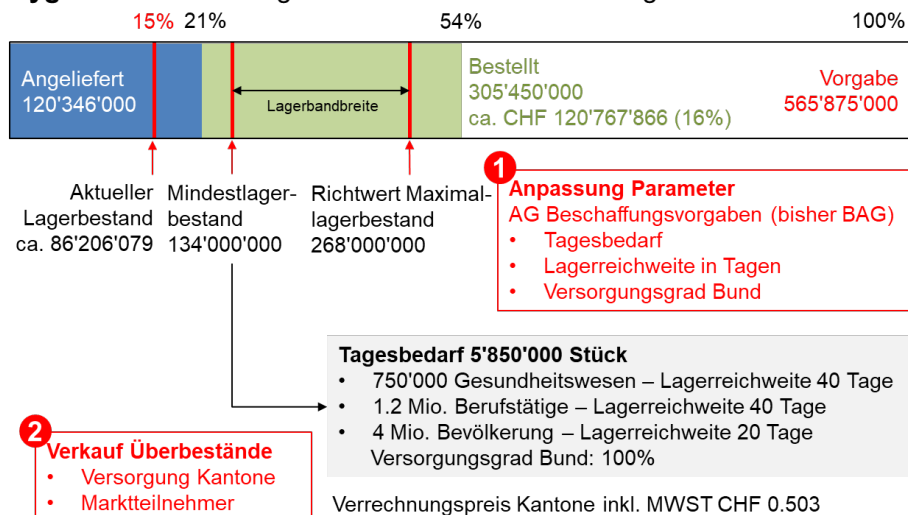 15% 21% 54% 100%
Angeliefert
120'346'000
Lagerbandbreite
Bestellt
305'450'000
ca. CHF 120'767'866 (16%)
Vorgabe
565'875'000
Aktueller
Lagerbestand
ca. 86'206'079
Mindestlager-
bestand
134'000'000
Richtwert Maximal-
lagerbestand
268'000'000
1
Anpassung Parameter
AG Beschaffungsvorgaben (bisher BAG)
• Tagesbedarf
• Lagerreichweite in Tagen
• Versorgungsgrad Bund
Tagesbedarf 5'850'000 Stück
• 750'000 Gesundheitswesen – Lagerreichweite 40 Tage
• 1.2 Mio. Berufstätige – Lagerreichweite 40 Tage
• 4 Mio. Bevölkerung – Lagerreichweite 20 Tage
Versorgungsgrad Bund: 100%
2
Verkauf Überbestände
• Versorgung Kantone
• Marktteilnehmer
Verrechnungspreis Kantone inkl. MWST CHF 0.503